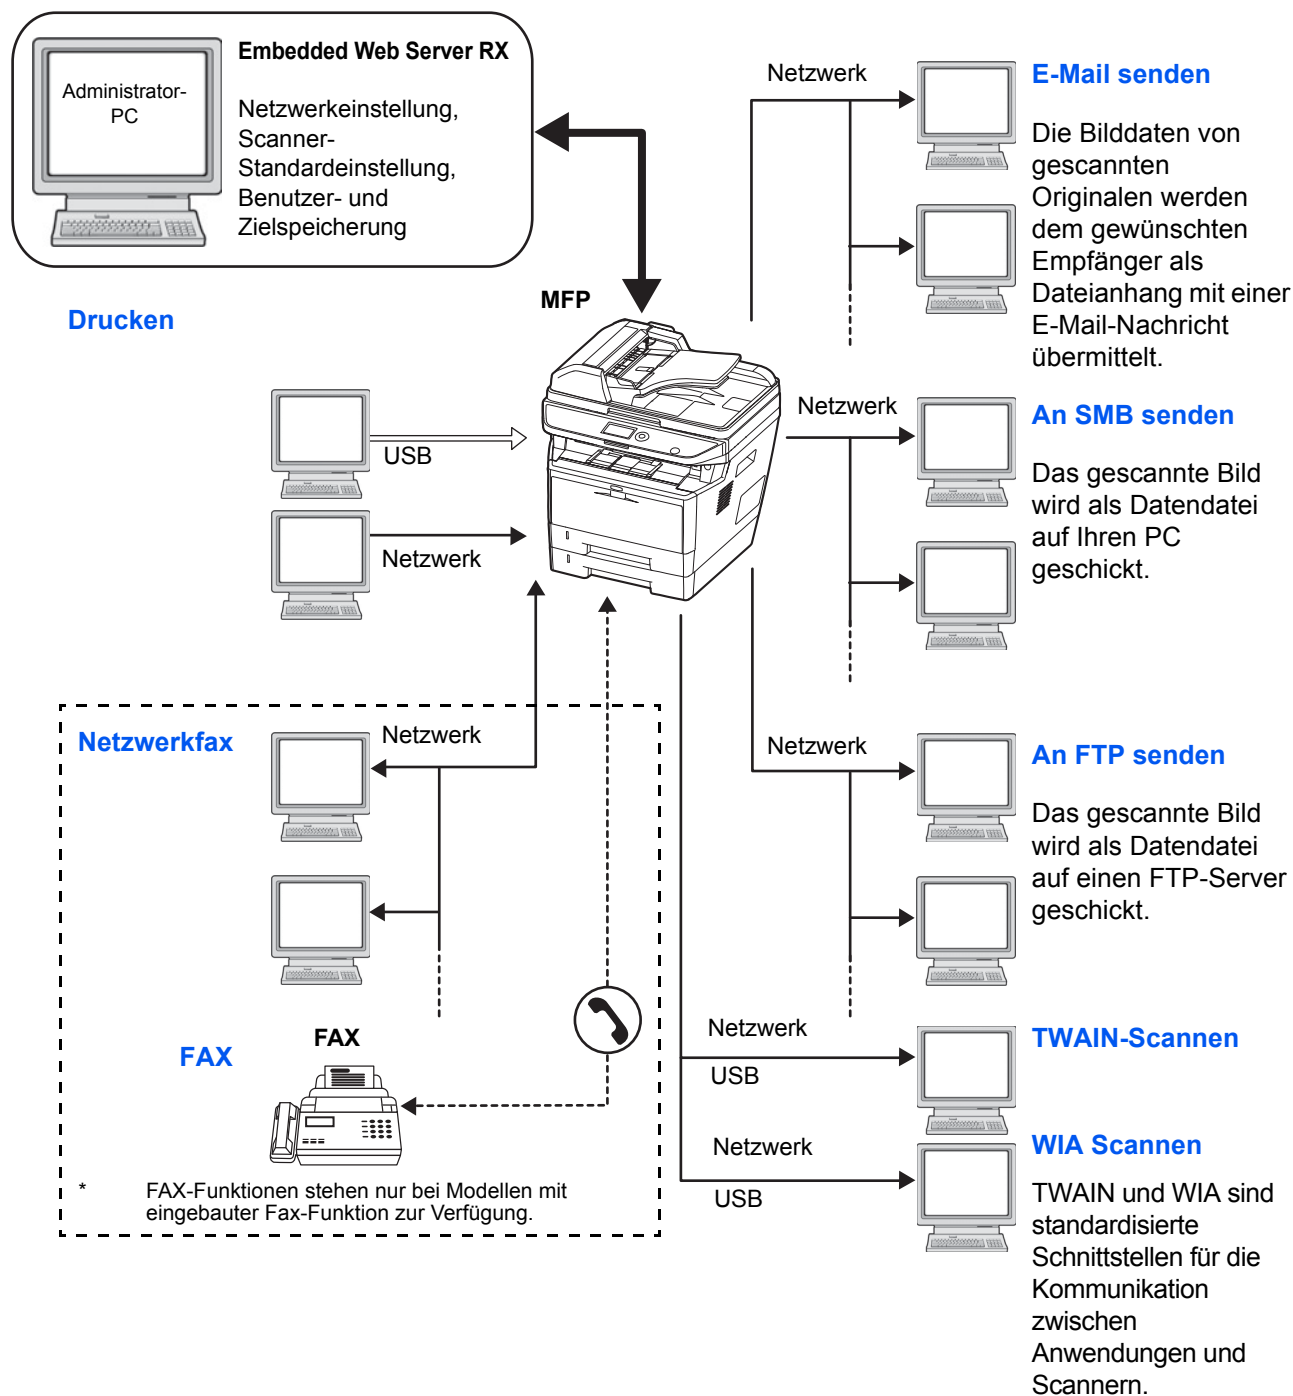 Embedded Web Server RX
Administrator-
PC
Netzwerkeinstellung,
Scanner-
Standardeinstellung,
Benutzer- und
Zielspeicherung
Netzwerk
E-Mail senden
Die Bilddaten von
gescannten
Originalen werden
dem gewünschten
Empfänger als
Dateianhang mit einer
E-Mail-Nachricht
übermittelt.
MFP
Drucken
USB
Netzwerk
Netzwerk
An SMB senden
Das gescannte Bild
wird als Datendatei
auf Ihren PC
geschickt.
Netzwerkfax
Netzwerk
Netzwerk
An FTP senden
Das gescannte Bild
wird als Datendatei
auf einen FTP-Server
geschickt.
FAX
FAX
* FAX-Funktionen stehen nur bei Modellen mit
eingebauter Fax-Funktion zur Verfügung.
Netzwerk
USB
TWAIN-Scannen
Netzwerk
USB
WIA Scannen
TWAIN und WIA sind
standardisierte
Schnittstellen für die
Kommunikation
zwischen
Anwendungen und
Scannern.